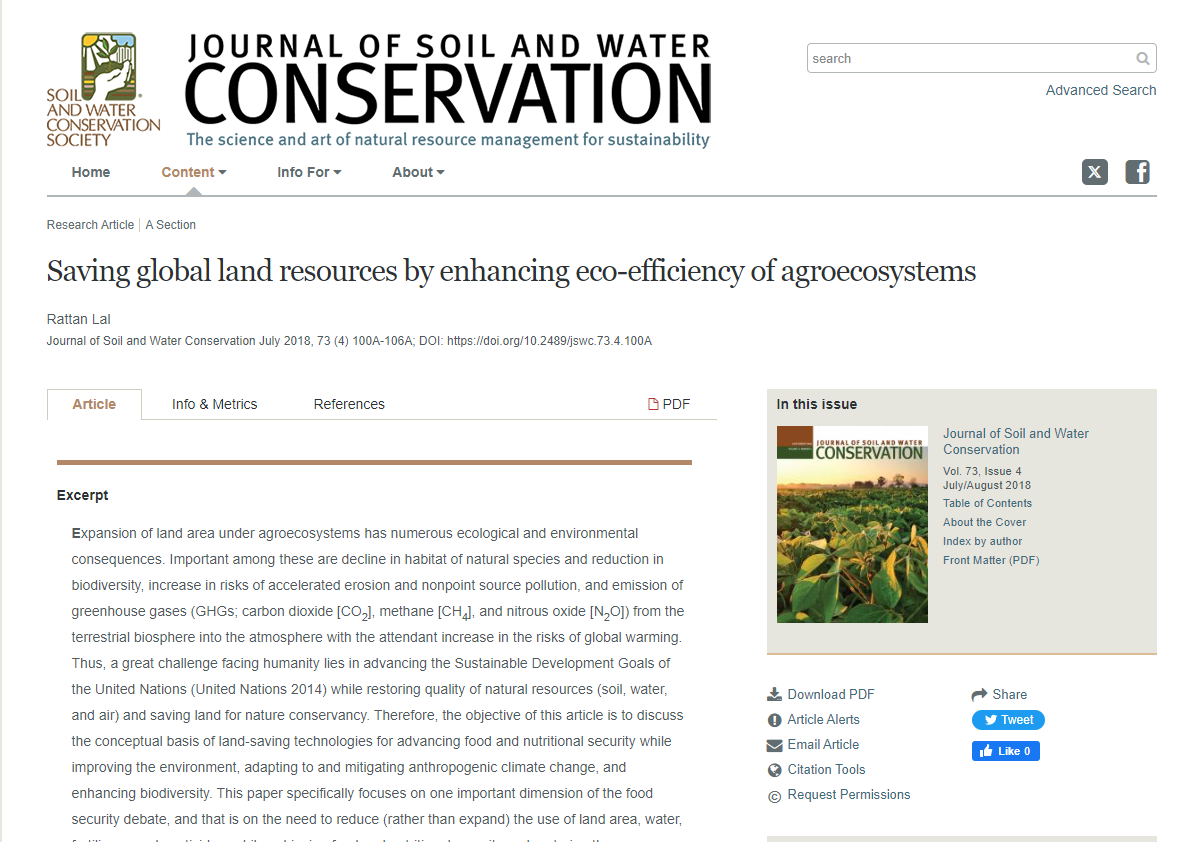 SOIL
AND WATER
CONSERVATION
SOCIETY
JOURNAL OF SOIL AND WATER
CONSERVATION
The science and art of natural resource management for sustainability
search
Advanced Search
Home
Content
Info For
About
Research Article
A Section
Saving global land resources by enhancing eco-efficiency of agroecosystems
Rattan Lal
Journal of Soil and Water Conservation July 2018, 73 (4) 100A-106A; DOI: https://doi.org/10.2489/jswc.73.4.100A
Article
Info & Metrics
References
PDF
Excerpt
Expansion of land area under agroecosystems has numerous ecological and environmental
consequences. Important among these are decline in habitat of natural species and reduction in
biodiversity, increase in risks of accelerated erosion and nonpoint source pollution, and emission of
greenhouse gases (GHGs; carbon dioxide [CO2], methane [CH4], and nitrous oxide [N2O]) from the
terrestrial biosphere into the atmosphere with the attendant increase in the risks of global warming.
Thus, a great challenge facing humanity lies in advancing the Sustainable Development Goals of
the United Nations (United Nations 2014) while restoring quality of natural resources (soil, water,
and air) and saving land for nature conservancy. Therefore, the objective of this article is to discuss
the conceptual basis of land-saving technologies for advancing food and nutritional security while
improving the environment, adapting to and mitigating anthropogenic climate change, and
enhancing biodiversity. This paper specifically focuses on one important dimension of the food
security debate, and that is on the need to reduce (rather than expand) the use of land area, water,
In this issue
JOURNAL OF SOIL AND WATER
CONSERVATION
Journal of Soil and Water
Conservation
Vol. 73, Issue 4
July/August 2018
Table of Contents
About the Cover
Index by author
Front Matter (PDF)
Download PDF
Article Alerts
Email Article
Citation Tools
Request Permissions
Share
Tweet
Like 0